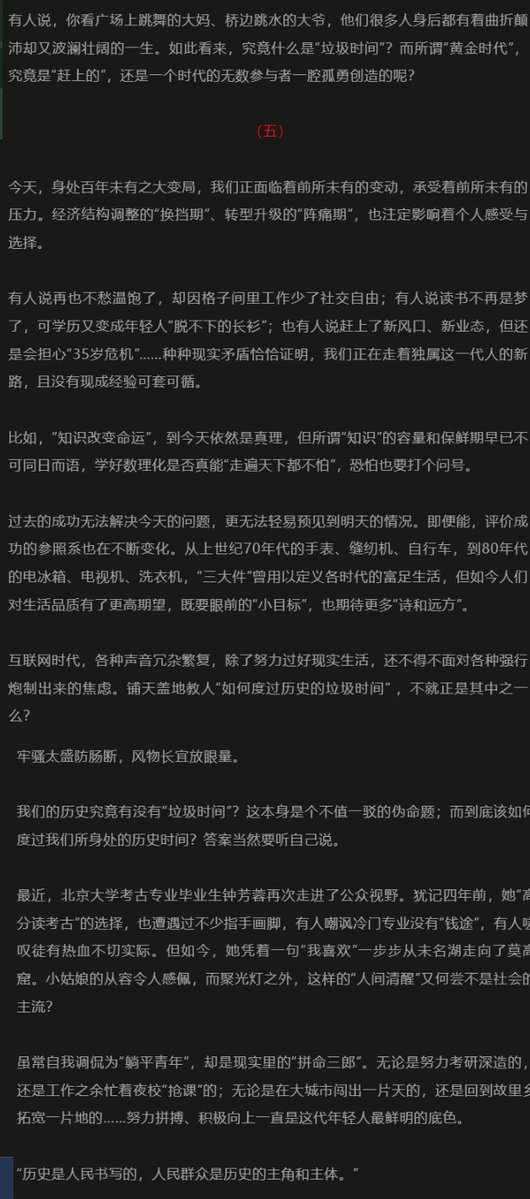 有人说，你看广场上跳舞的大妈、桥边跳水的大爷，他们很多人身后都有着曲折颠
沛却又波澜壮阔的一生。如此看来，究竟什么是“垃圾时间”？而所谓“黄金时代”，
究竟是“赶上的”，还是一个时代的无数参与者一腔孤勇创造的呢？
（五）
今天，身处百年未有之大变局，我们正面临着前所未有的变动，承受着前所未有的
压力。经济结构调整的“换挡期”、转型升级的“阵痛期”，也注定影响着个人感受与
选择。
有人说再也不愁温饱了，却因格子间里工作少了社交自由；有人说读书不再是梦
了，可学历又变成年轻人“脱不下的长衫”；也有人说赶上了新风口、新业态，但还
是会担心“35岁危机”……种种现实矛盾恰恰证明，我们正在走着独属这一代人的新
路，且没有现成经验可套可循。
比如，“知识改变命运”，到今天依然是真理，但所谓“知识”的容量和保鲜期早已不
可同日而语，学好数理化是否真能“走遍天下都不怕”，恐怕也要打个问号。
过去的成功无法解决今天的问题，更无法轻易预见到明天的情况。即便能，评价成
功的参照系也在不断变化。从上世纪70年代的手表、缝纫机、自行车，到80年代
的电冰箱、电视机、洗衣机，“三大件”曾用以定义各时代的富足生活，但如今人们
对生活品质有了更高期望，既要眼前的“小目标”，也期待更多“诗和远方”。
互联网时代，各种声音冗杂繁复，除了努力过好现实生活，还不得不面对各种强行
炮制出来的焦虑。铺天盖地教人“如何度过历史的垃圾时间”，不就正是其中之一
么？
牢骚太盛防肠断，风物长宜放眼量。
我们的历史究竟有没有“垃圾时间”？这本身是个不值一驳的伪命题；而到底该如何
度过我们所身处的历史时间？答案当然要听自己说。
最近，北京大学考古专业毕业生钟芳蓉再次走进了公众视野。犹记四年前，她“高
分读考古”的选择，也遭遇过不少指手画脚，有人嘲讽冷门专业没有“钱途”，有人
叹徒有热血不切实际。但如今，她凭着一句“我喜欢”一步步从未名湖走向了莫高
窟。小姑娘的从容令人感佩，而聚光灯之外，这样的“人间清醒”又何尝不是社会的
主流？
虽常自我调侃为“躺平青年”，却是现实里的“拼命三郎”。无论是努力考研深造的，
还是工作之余忙着夜校“抢课”的；无论是在大城市闯出一片天的，还是回到故里乡
拓宽一片地的……努力拼搏、积极向上一直是这代年轻人最鲜明的底色。
“历史是人民书写的，人民群众是历史的主角和主体。“